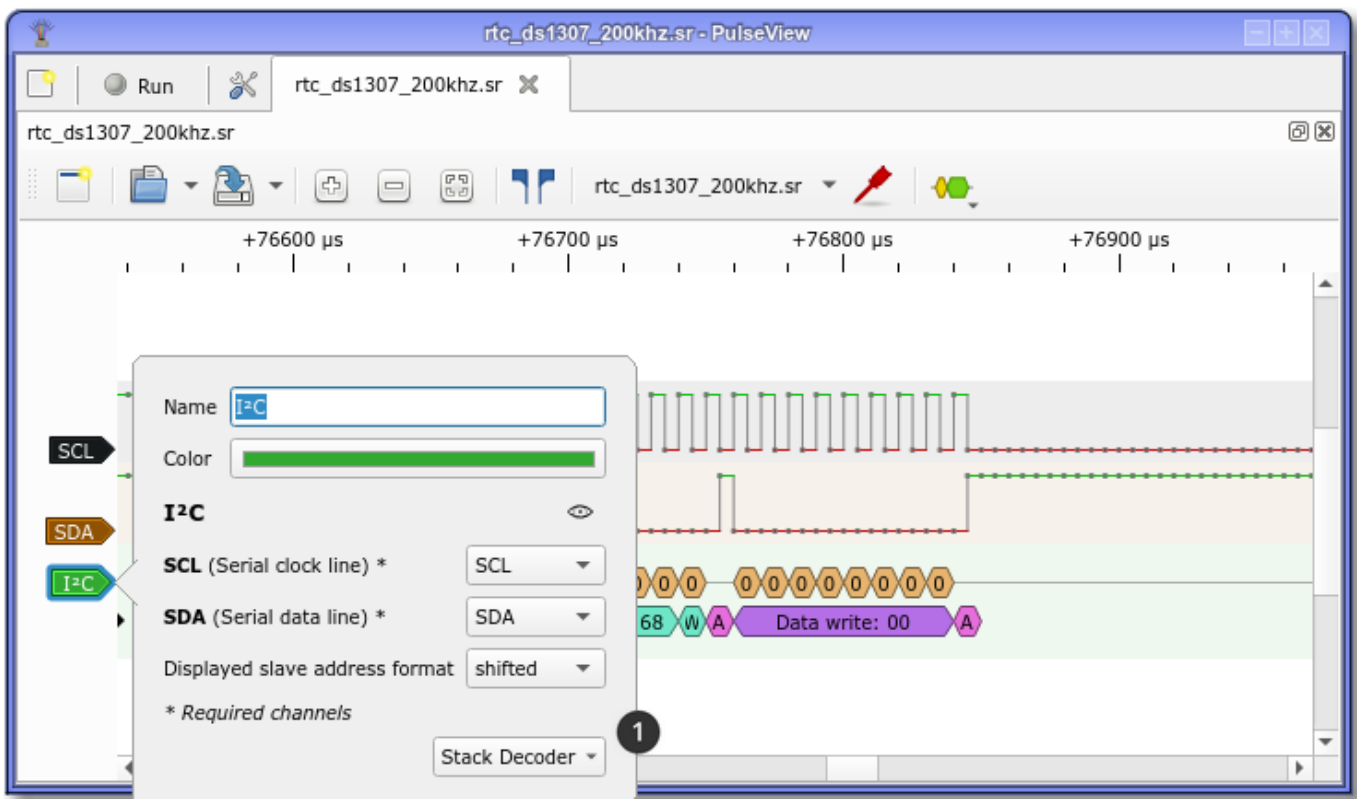 rtc_ds1307_200khz.sr - PulseView
Run rtc_ds1307_200khz.sr
rtc_ds1307_200khz.sr
rtc_ds1307_200khz.sr
+76600 µs +76700 µs +76800 µs +76900 µs
Name I²C
SCL
Color
I²C
SDA
SCL (Serial clock line) * SCL
I²C
0 0 0 0 0 0 0 0 0 0
SDA (Serial data line) * SDA
68 W A Data write: 00 A
Displayed slave address format shifted
* Required channels
1
Stack Decoder